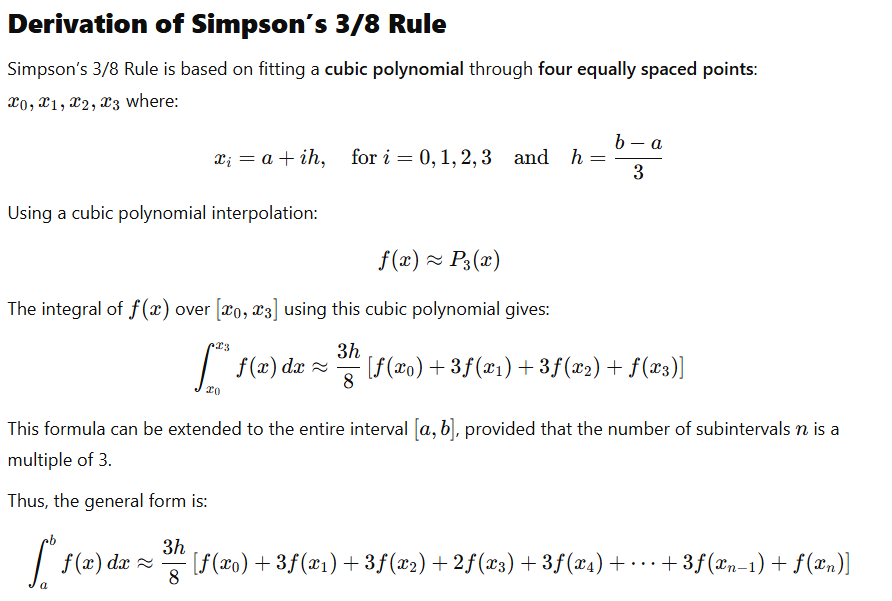 Derivation of Simpson's 3/8 Rule
Simpson's 3/8 Rule is based on fitting a cubic polynomial through four equally spaced points:
x₀, x₁, x₂, x₃ where:
xᵢ = a + ih, for i = 0, 1, 2, 3 and h = \frac{b − a}{3}
Using a cubic polynomial interpolation:
f(x) ≈ P₃(x)
The integral of f(x) over [x₀, x₃] using this cubic polynomial gives:
\int_{x₀}^{x₃} f(x) dx ≈ \frac{3h}{8} [f(x₀) + 3f(x₁) + 3f(x₂) + f(x₃)]
This formula can be extended to the entire interval [a, b], provided that the number of subintervals n is a
multiple of 3.
Thus, the general form is:
\int_{a}^{b} f(x) dx ≈ \frac{3h}{8} [f(x₀) + 3f(x₁) + 3f(x₂) + 2f(x₃) + 3f(x₄) + ⋯ + 3f(xₙ₋₁) + f(xₙ)]